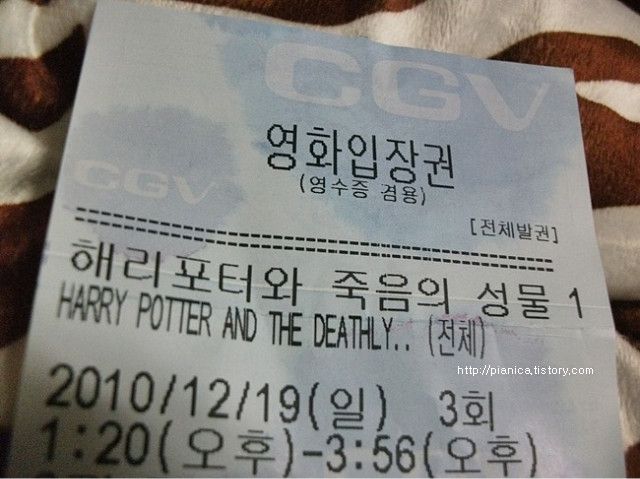 CGV
영화입장권
(영수증 겸용)
CGV
[전체발권]
해리포터와 죽음의 성물 1
HARRY POTTER AND THE DEATHLY.. (전체)
http://pianica.tistory.com
2010/12/19(일) 3회
1:20(오후)-3:56(오후)